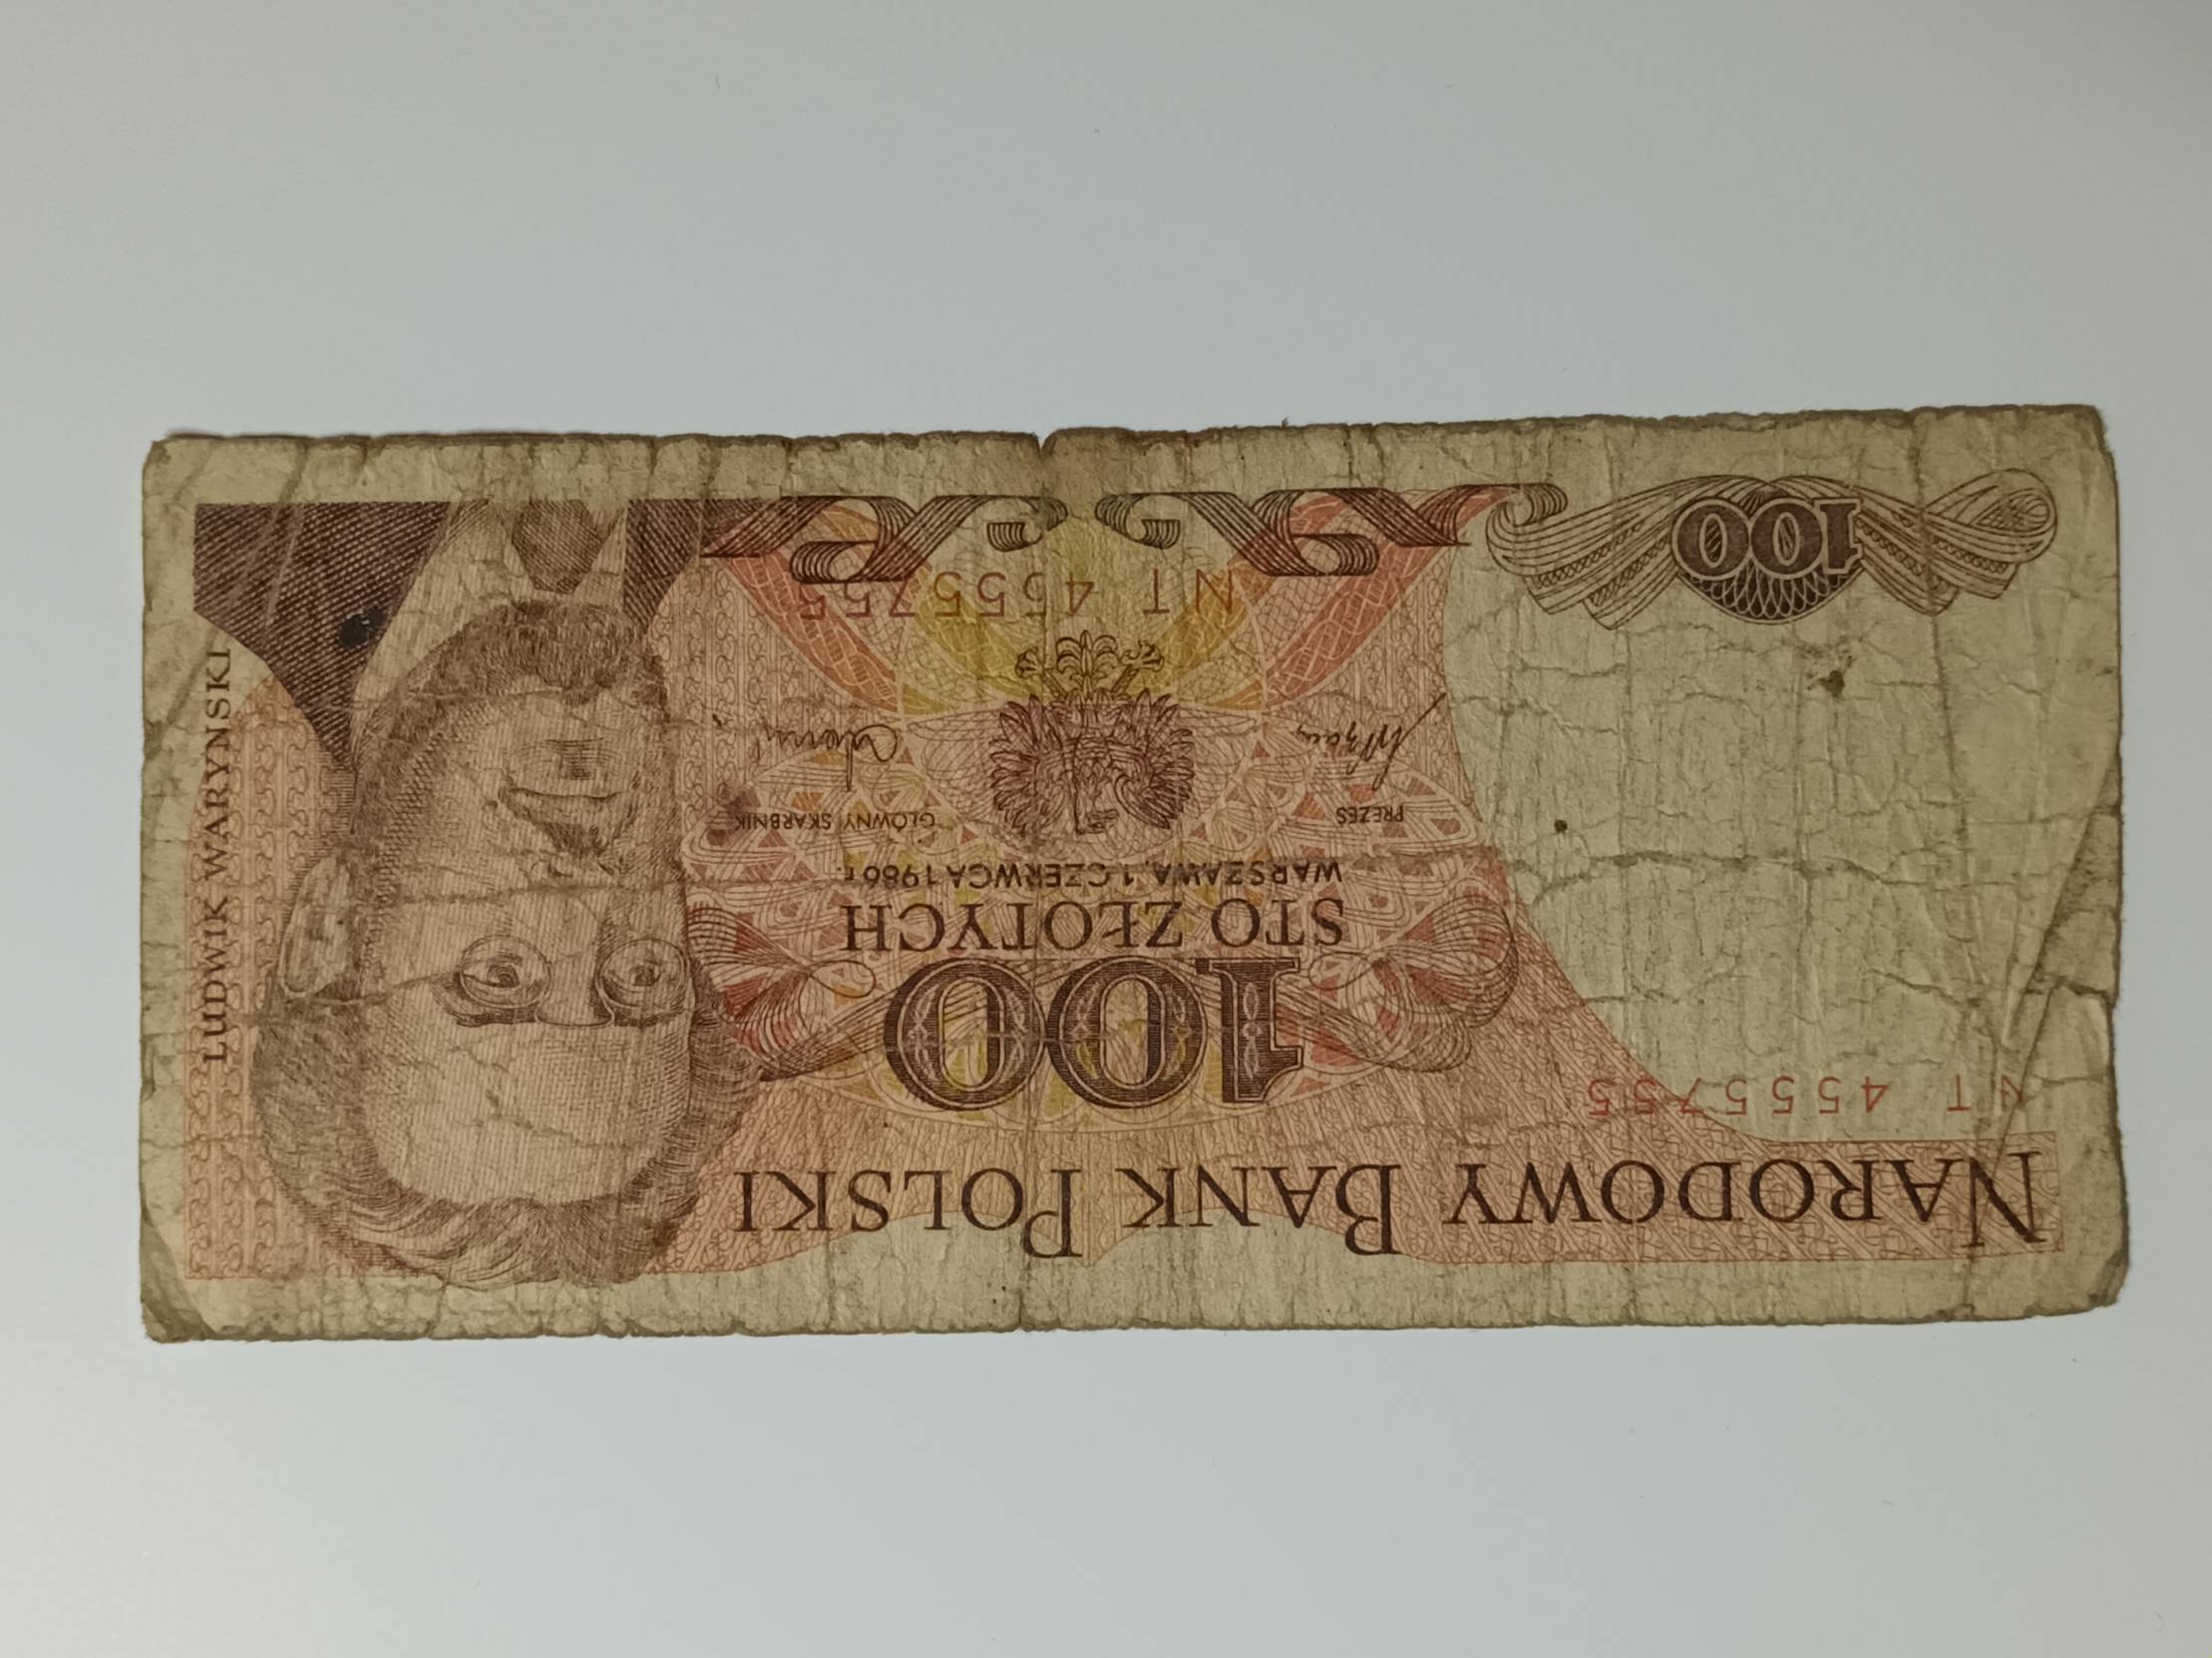 NARODOWY BANK POLSKI
NT 4555755
100
STO ZŁOTYCH
WARSZAWA, 1 CZERWCA 1986 r.
PREZES
GŁÓWNY SKARBNIK
NT 4555755
100
LUDWIK WARYŃSKI